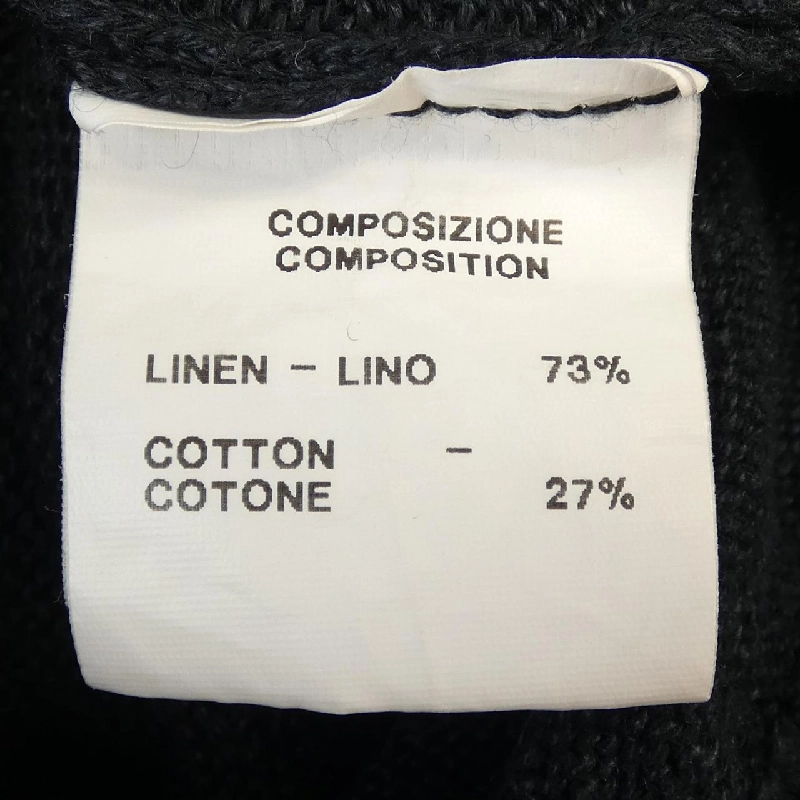 COMPOSIZIONE
COMPOSITION
LINEN - LINO 73%
COTTON -
COTONE 27%